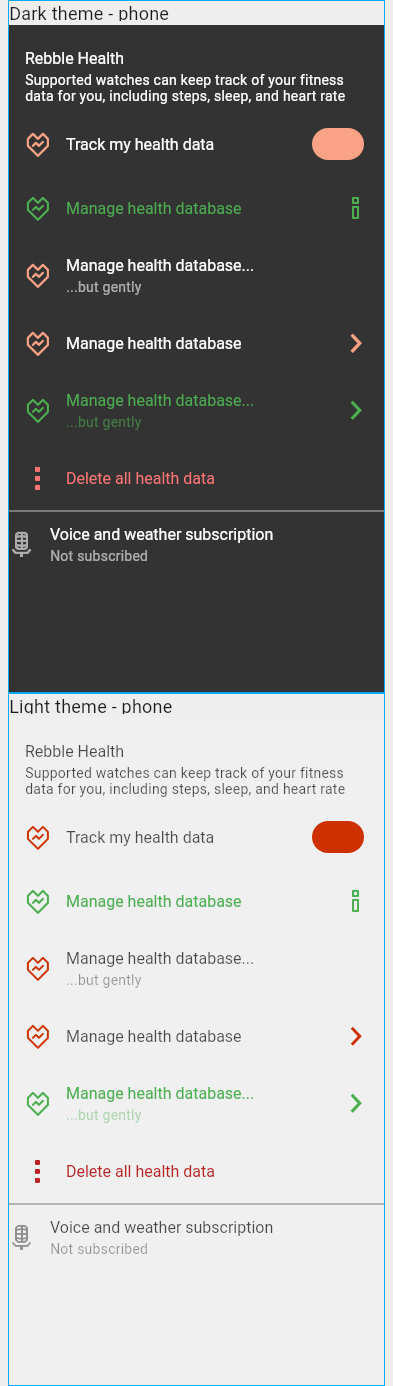 Dark theme - phone
Rebble Health
Supported watches can keep track of your fitness
data for you, including steps, sleep, and heart rate
Track my health data
Manage health database
Manage health database...
...but gently
Manage health database
Manage health database...
...but gently
Delete all health data
Voice and weather subscription
Not subscribed
Light theme - phone
Rebble Health
Supported watches can keep track of your fitness
data for you, including steps, sleep, and heart rate
Track my health data
Manage health database
Manage health database...
...but gently
Manage health database
Manage health database...
...but gently
Delete all health data
Voice and weather subscription
Not subscribed